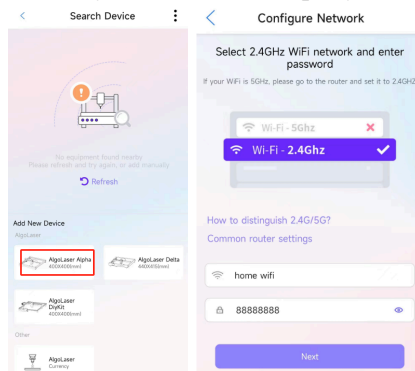 Search Device
No equipment found nearby
Please refresh and try again, or add manually
Refresh
Add New Device
AlgoLaser
AlgoLaser Alpha
400X400(mm)
AlgoLaser Delta
AlgoLaser
DiyKit
400X400(mm)
Other
AlgoLaser
Currency
Configure Network
Select 2.4GHz WiFi network and enter
password
If your WiFi is 5GHz, please go to the router and set it to 2.4GHz
Wi-Fi - 5Ghz
Wi-Fi - 2.4Ghz
How to distinguish 2.4G/5G?
Common router settings
home wifi
88888888
Next